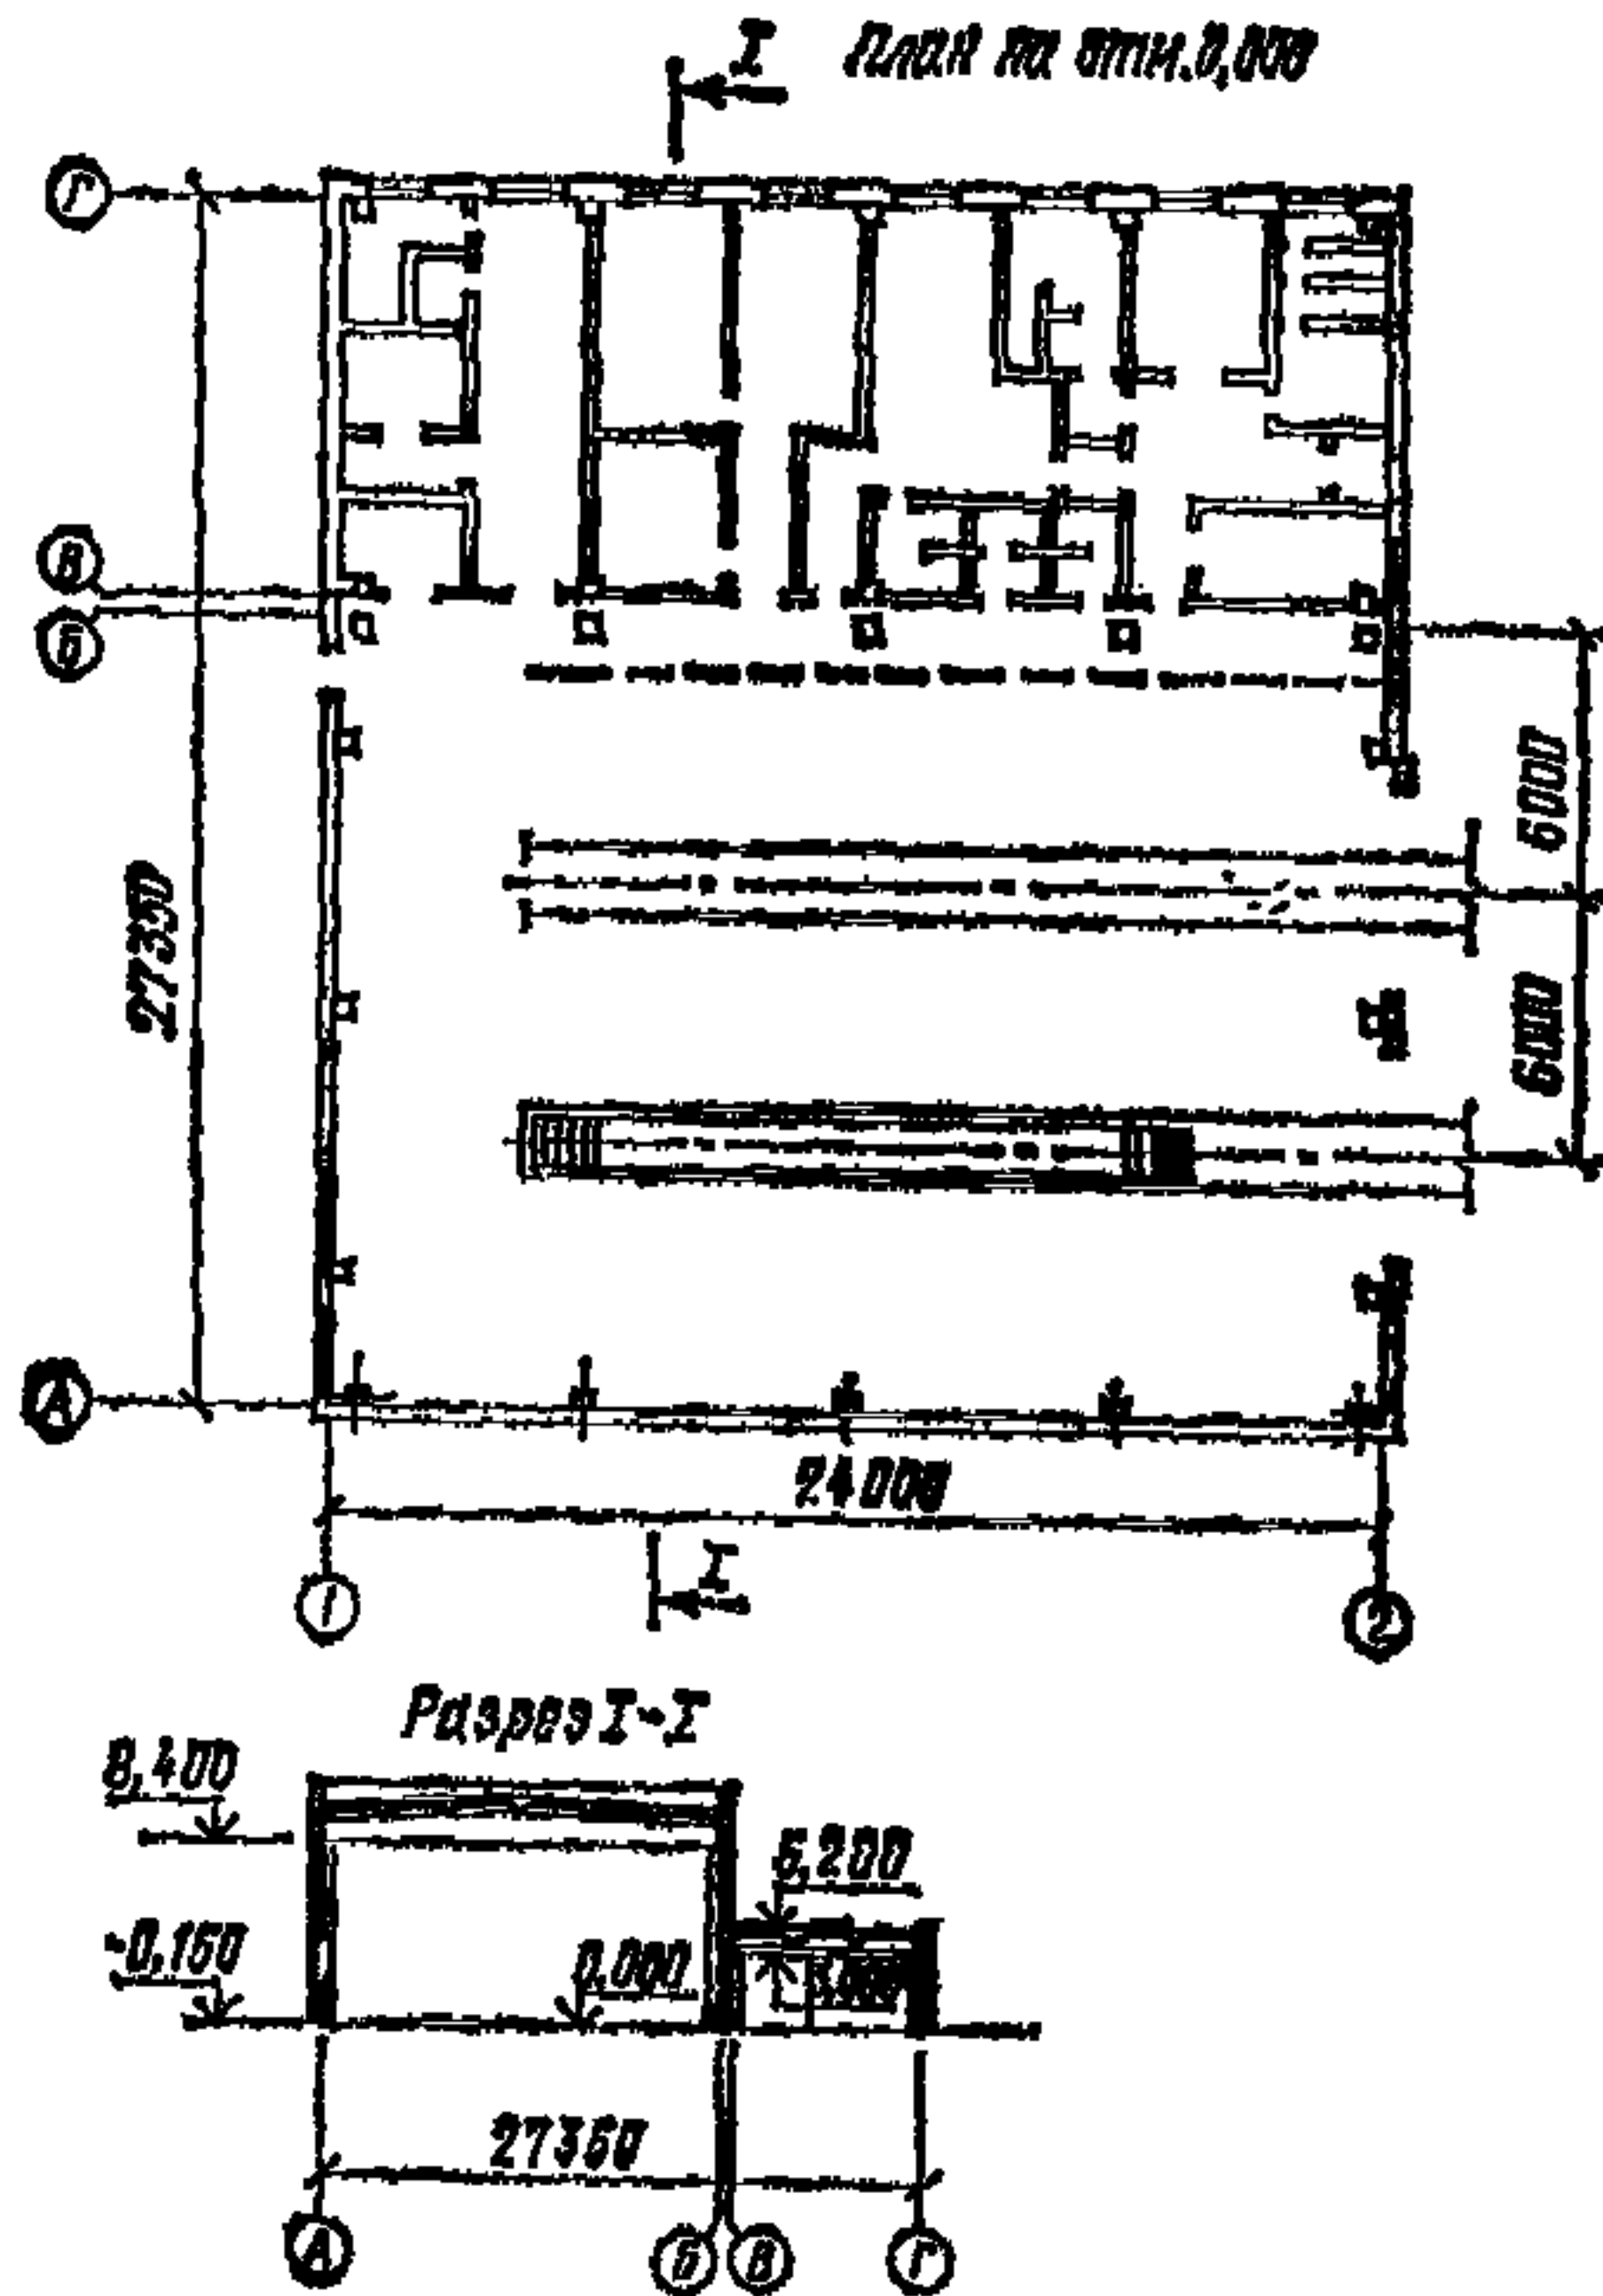 I План на отм.0,000
Г
В
Б
6000
27350
6000
А
24000
I
1
2
Разрез I-I
8,400
5,200
-0,150
0.000
27350
А
Б
В
Г